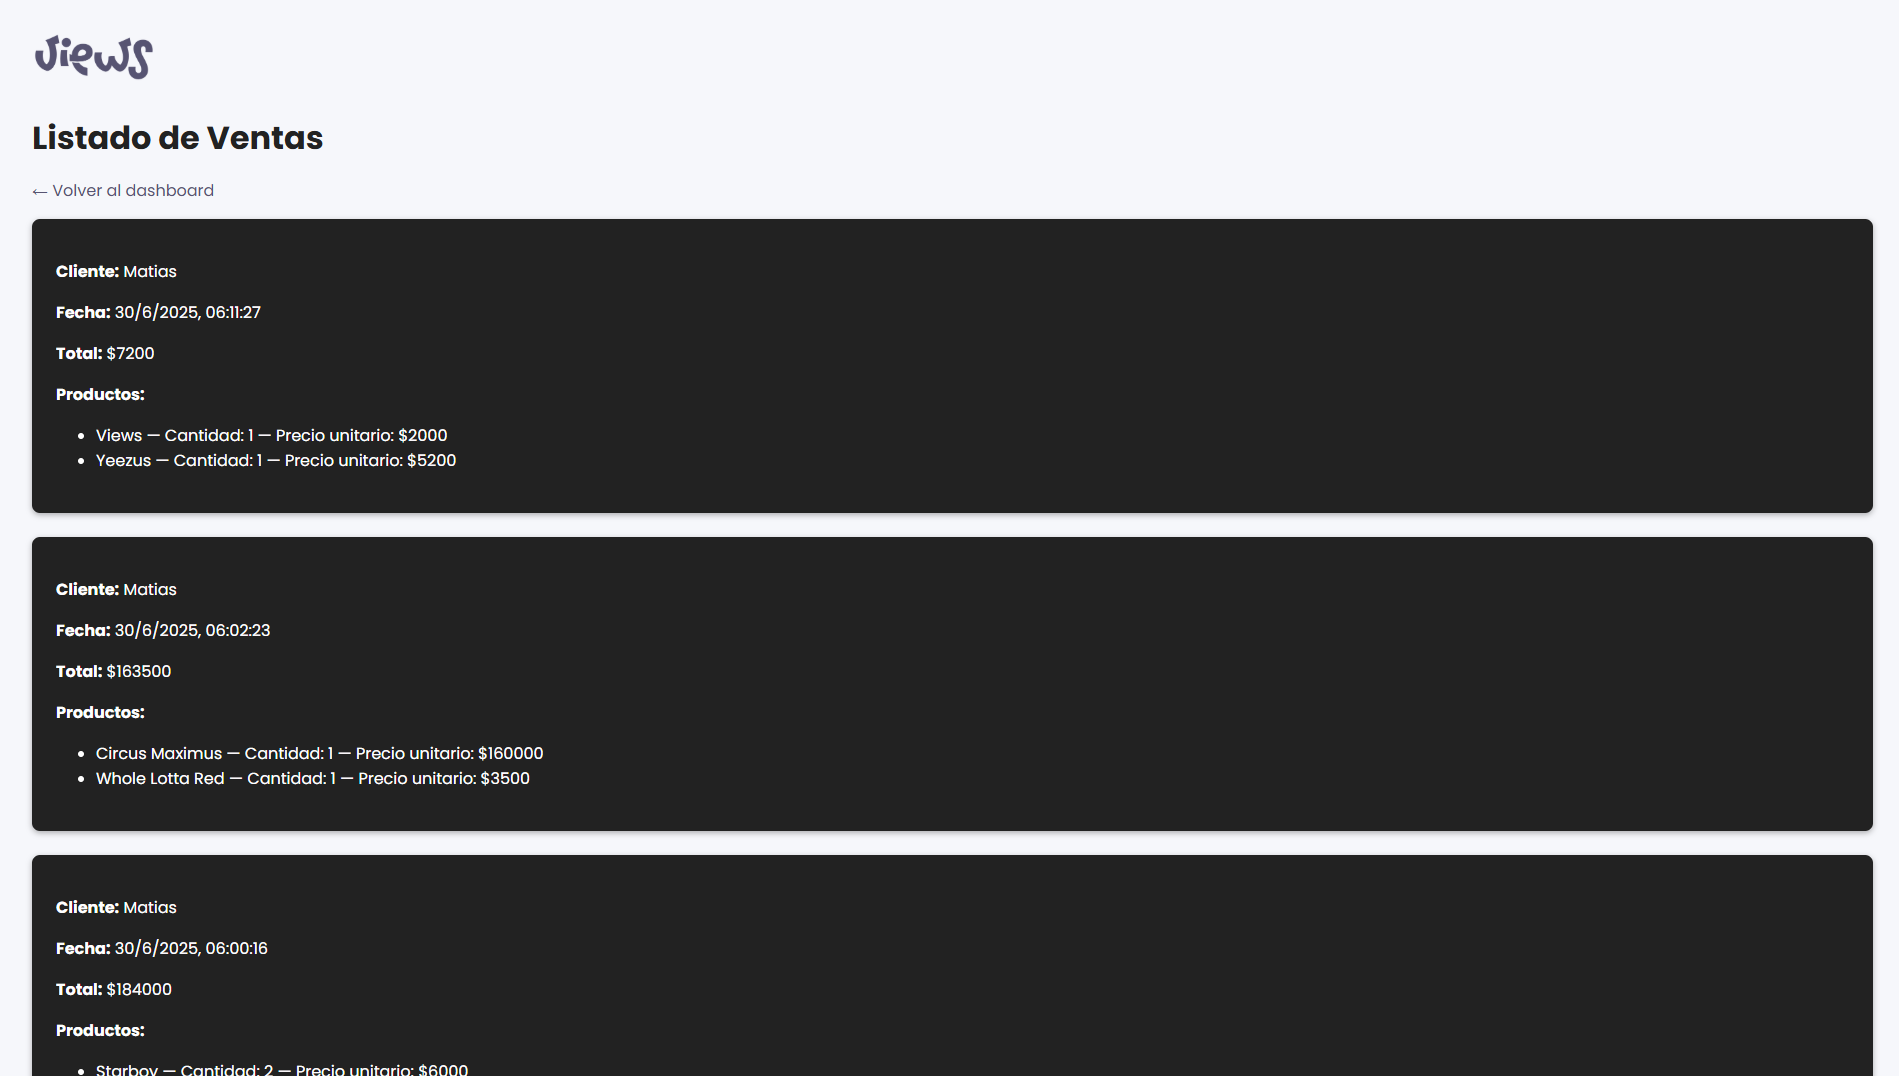 views
Listado de Ventas
← Volver al dashboard
Cliente: Matias
Fecha: 30/6/2025, 06:11:27
Total: $7200
Productos:
• Views — Cantidad: 1 — Precio unitario: $2000
• Yeezus — Cantidad: 1 — Precio unitario: $5200
Cliente: Matias
Fecha: 30/6/2025, 06:02:23
Total: $163500
Productos:
• Circus Maximus — Cantidad: 1 — Precio unitario: $160000
• Whole Lotta Red — Cantidad: 1 — Precio unitario: $3500
Cliente: Matias
Fecha: 30/6/2025, 06:00:16
Total: $184000
Productos:
• Starboy — Cantidad: 2 — Precio unitario: $6000